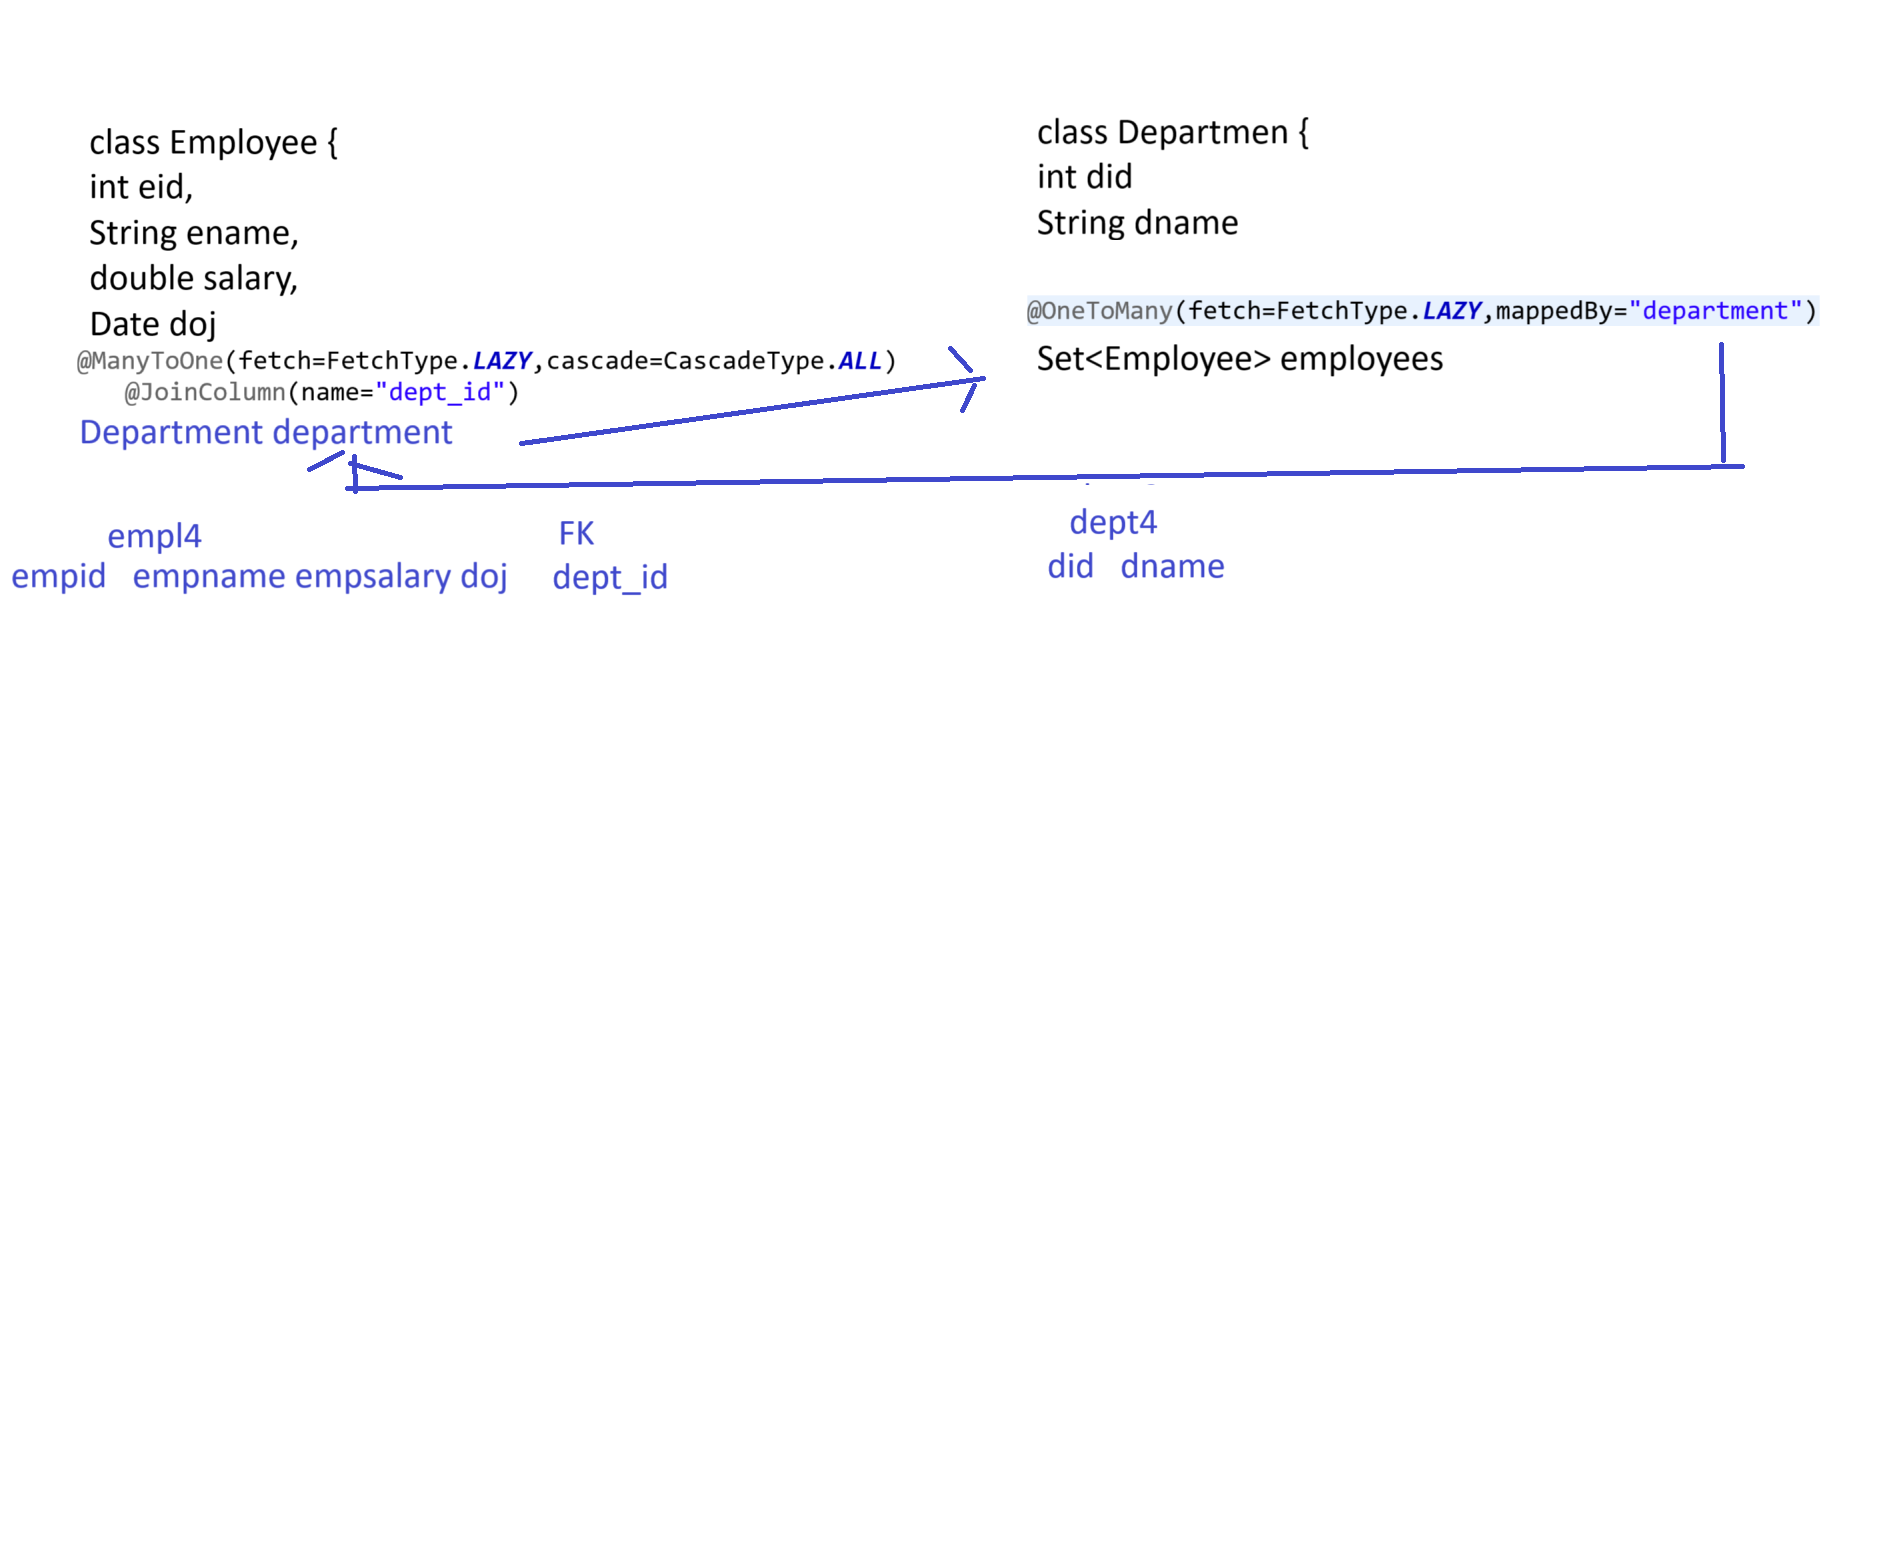 class Employee {
int eid,
String ename,
double salary,
Date doj
@ManyToOne(fetch=FetchType.LAZY,cascade=CascadeType.ALL)
@JoinColumn(name="dept_id")
Department department
class Departmen {
int did
String dname
@OneToMany(fetch=FetchType.LAZY,mappedBy="department")
Set<Employee> employees
empl4 FK
empid empname empsalary doj dept_id
dept4
did dname